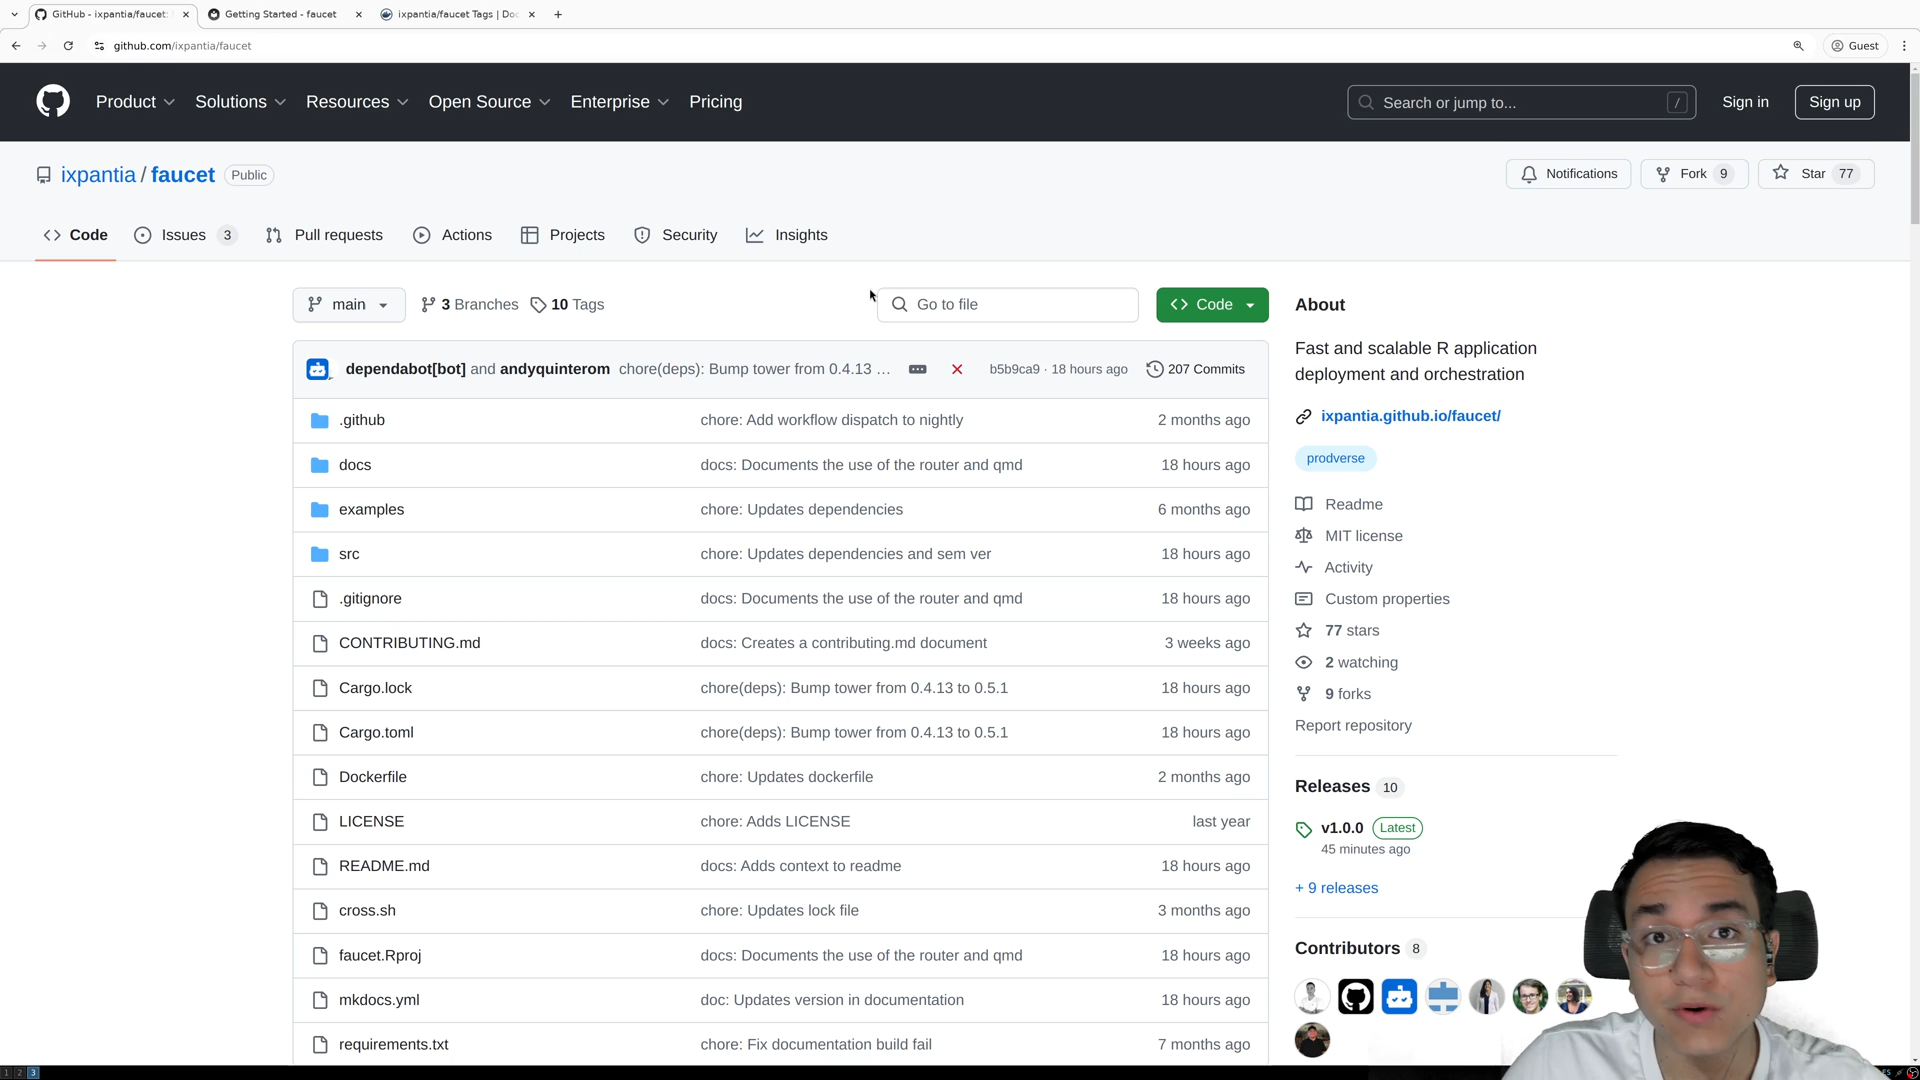 GitHub - ixpantia/faucet:
Getting Started - faucet
ixpantia/faucet Tags | Doc
github.com/ixpantia/faucet
Guest
Product
Solutions
Resources
Open Source
Enterprise
Pricing
Search or jump to...
/
Sign in
Sign up
ixpantia / faucet
Public
Notifications
Fork 9
Star 77
Code
Issues 3
Pull requests
Actions
Projects
Security
Insights
main
3 Branches
10 Tags
Go to file
Code
dependabot[bot] and andyquinterom chore(deps): Bump tower from 0.4.13 …
b5b9ca9 · 18 hours ago
207 Commits
.github chore: Add workflow dispatch to nightly 2 months ago
docs docs: Documents the use of the router and qmd 18 hours ago
examples chore: Updates dependencies 6 months ago
src chore: Updates dependencies and sem ver 18 hours ago
.gitignore docs: Documents the use of the router and qmd 18 hours ago
CONTRIBUTING.md docs: Creates a contributing.md document 3 weeks ago
Cargo.lock chore(deps): Bump tower from 0.4.13 to 0.5.1 18 hours ago
Cargo.toml chore(deps): Bump tower from 0.4.13 to 0.5.1 18 hours ago
Dockerfile chore: Updates dockerfile 2 months ago
LICENSE chore: Adds LICENSE last year
README.md docs: Adds context to readme 18 hours ago
cross.sh chore: Updates lock file 3 months ago
faucet.Rproj docs: Documents the use of the router and qmd 18 hours ago
mkdocs.yml doc: Updates version in documentation 18 hours ago
requirements.txt chore: Fix documentation build fail 7 months ago
About
Fast and scalable R application
deployment and orchestration
ixpantia.github.io/faucet/
prodverse
Readme
MIT license
Activity
Custom properties
77 stars
2 watching
9 forks
Report repository
Releases 10
v1.0.0 Latest
45 minutes ago
+ 9 releases
Contributors 8
1 2 3
ES